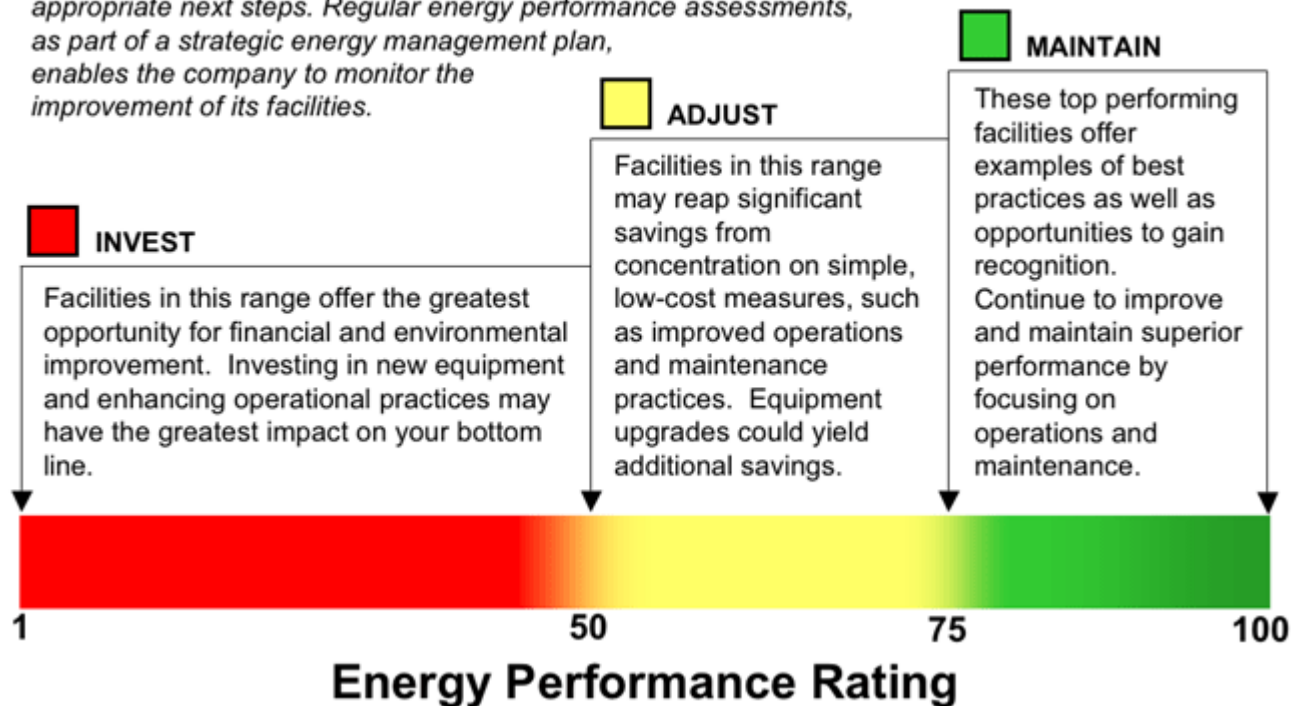 appropriate next steps. Regular energy performance assessments,
as part of a strategic energy management plan,
enables the company to monitor the
improvement of its facilities.
MAINTAIN
These top performing
facilities offer
examples of best
practices as well as
opportunities to gain
recognition.
Continue to improve
and maintain superior
performance by
focusing on
operations and
maintenance.
ADJUST
Facilities in this range
may reap significant
savings from
concentration on simple,
low-cost measures, such
as improved operations
and maintenance
practices.  Equipment
upgrades could yield
additional savings.
INVEST
Facilities in this range offer the greatest
opportunity for financial and environmental
improvement.  Investing in new equipment
and enhancing operational practices may
have the greatest impact on your bottom
line.
1 50 75 100
Energy Performance Rating